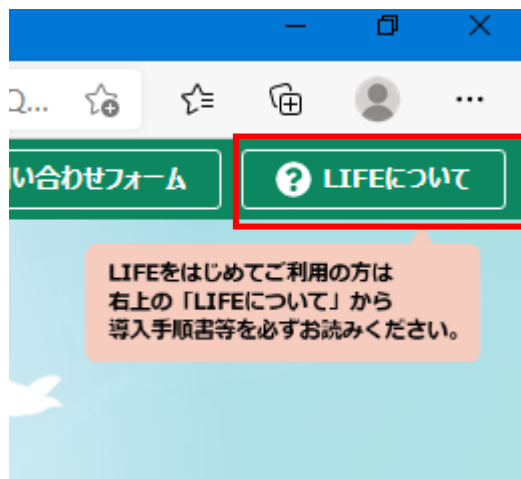 Q...
い合わせフォーム
? LIFEについて
LIFEをはじめてご利用の方は
右上の「LIFEについて」から
導入手順書等を必ずお読みください。